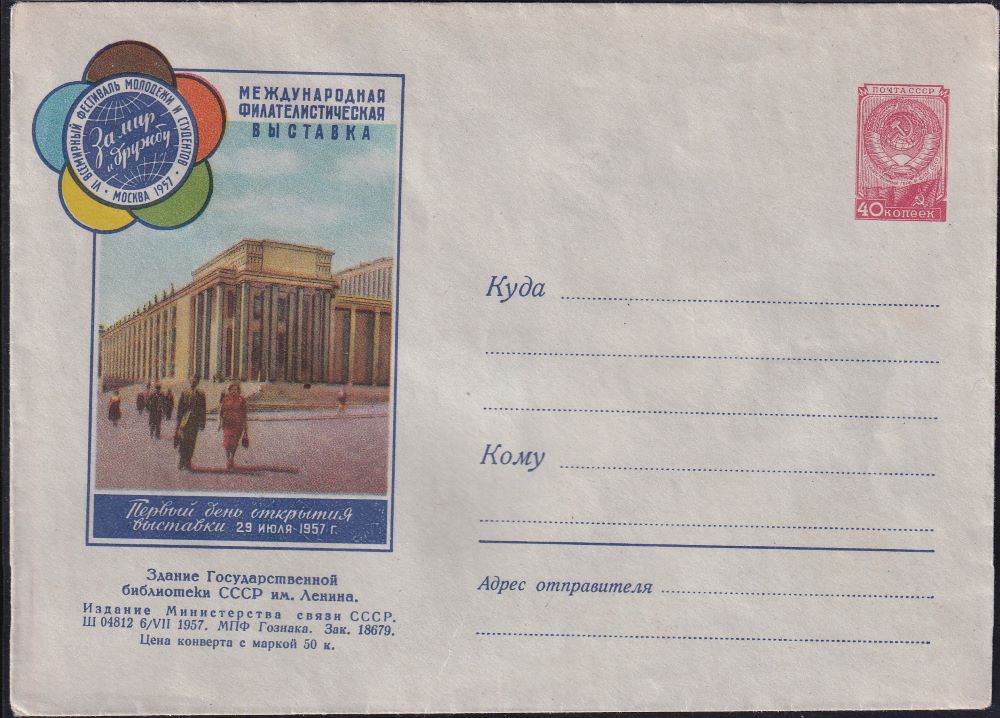 VI ВСЕМИРНЫЙ ФЕСТИВАЛЬ МОЛОДЕЖИ И СТУДЕНТОВ
• МОСКВА 1957 •
За мир
и дружбу
МЕЖДУНАРОДНАЯ
ФИЛАТЕЛИСТИЧЕСКАЯ
ВЫСТАВКА
Первый день открытия
выставки 29 ИЮЛЯ 1957 г.
Здание Государственной
библиотеки СССР им. Ленина.
Издание Министерства связи СССР.
Ш 04812 6/VII 1957. МПФ Гознака. Зак. 18679.
Цена конверта с маркой 50 к.
ПОЧТА СССР
40 копеек
Куда
Кому
Адрес отправителя